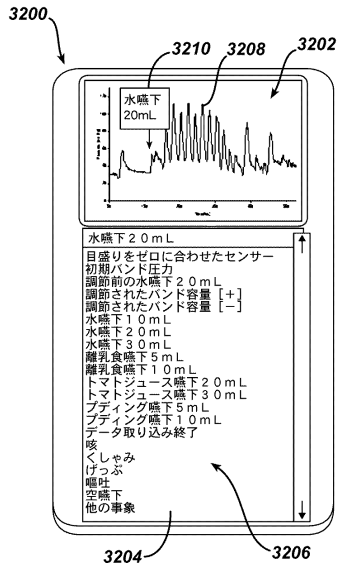 3200
3210
3208
3202
水嚥下
20mL
水嚥下20mL
目盛りをゼロに合わせたセンサー
初期バンド圧力
調節前の水嚥下20mL
調節されたバンド容量[+]
調節されたバンド容量[-]
水嚥下10mL
水嚥下20mL
水嚥下30mL
離乳食嚥下5mL
離乳食嚥下10mL
トマトジュース嚥下20mL
トマトジュース嚥下30mL
プディング嚥下5mL
プディング嚥下10mL
データ取り込み終了
咳
くしゃみ
げっぷ
嘔吐
空嚥下
他の事象
3204
3206